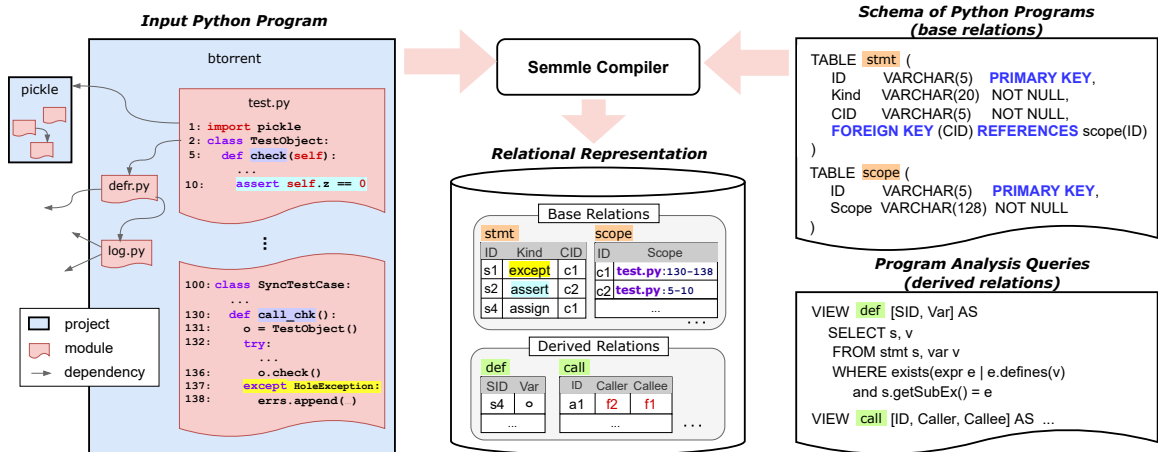 Input Python Program
btorrent
pickle
test.py
1: import pickle
2: class TestObject:
5: def check(self):
...
10: assert self.z == 0
defr.py
log.py
⋮
100: class SyncTestCase:
...
130: def call_chk():
131: o = TestObject()
132: try:
...
136: o.check()
137: except HoleException:
138: errs.append(_)
project
module
dependency
Semmle Compiler
Relational Representation
Base Relations
stmt
ID Kind CID
s1 except c1
s2 assert c2
s4 assign c1
scope
ID Scope
c1 test.py:130-138
c2 test.py:5-10
...
...
Derived Relations
def
SID Var
s4 o
...
call
ID Caller Callee
a1 f2 f1
...
...
Schema of Python Programs
(base relations)
TABLE stmt (
ID VARCHAR(5) PRIMARY KEY,
Kind VARCHAR(20) NOT NULL,
CID VARCHAR(5) NOT NULL,
FOREIGN KEY (CID) REFERENCES scope(ID)
)
TABLE scope (
ID VARCHAR(5) PRIMARY KEY,
Scope VARCHAR(128) NOT NULL
)
Program Analysis Queries
(derived relations)
VIEW def [SID, Var] AS
SELECT s, v
FROM stmt s, var v
WHERE exists(expr e | e.defines(v)
and s.getSubEx() = e
VIEW call [ID, Caller, Callee] AS ...